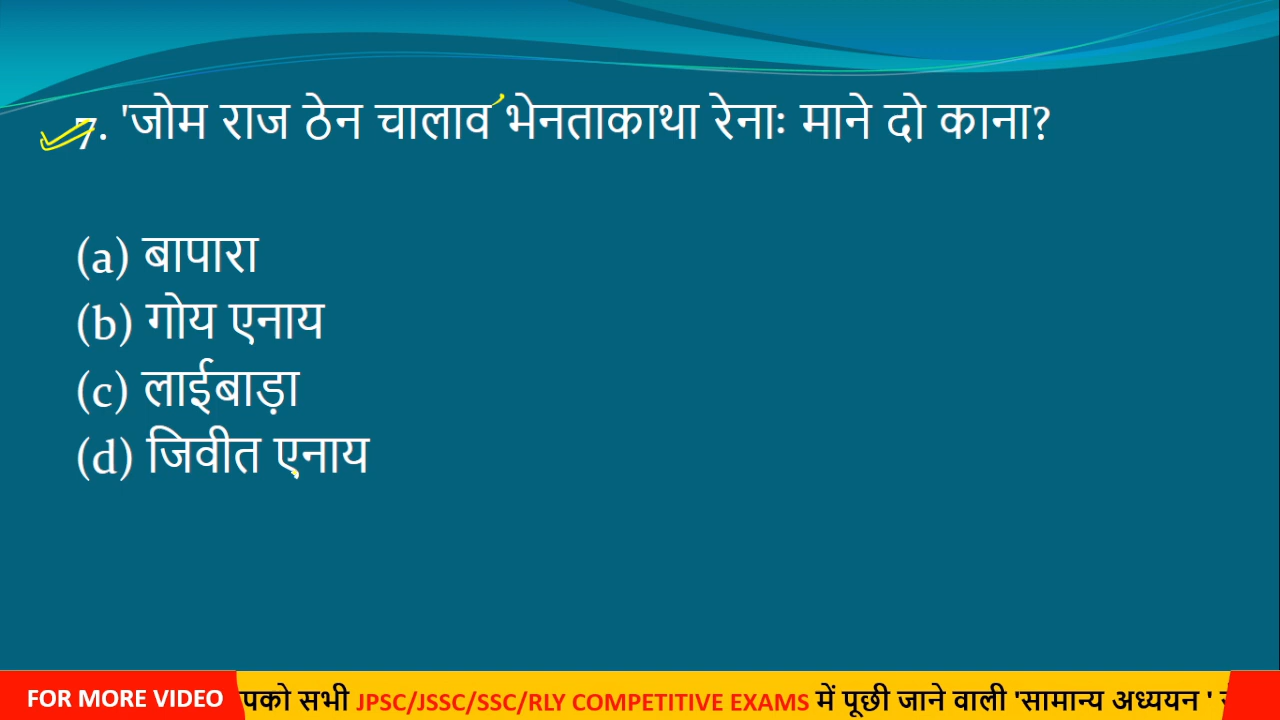 7. 'जोम राज ठेन चालाव' भेनताकाथा रेनाः माने दो काना?
(a) बापारा
(b) गोय एनाय
(c) लाईबाड़ा
(d) जिवीत एनाय
FOR MORE VIDEO पको सभी JPSC/JSSC/SSC/RLY COMPETITIVE EXAMS में पूछी जाने वाली 'सामान्य अध्ययन '